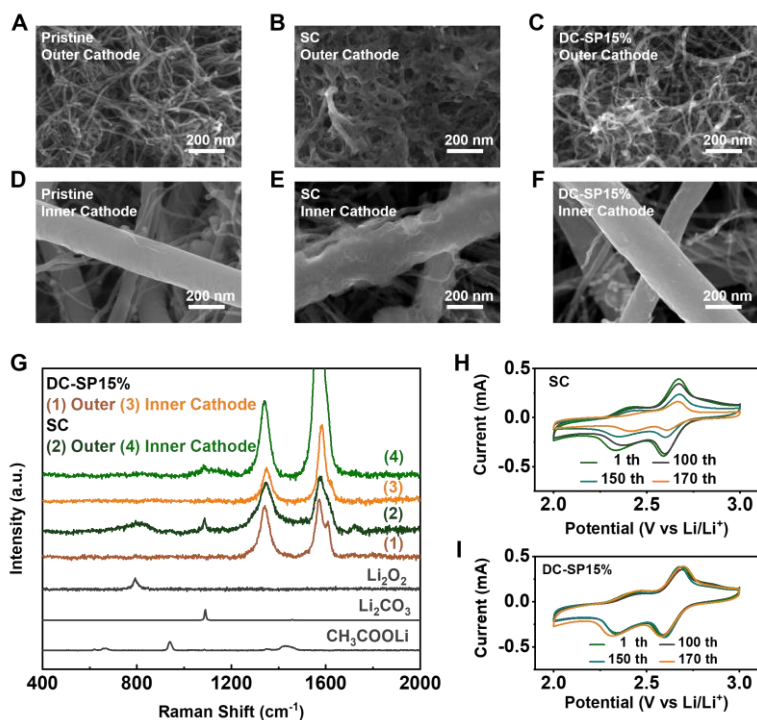 A
Pristine
Outer Cathode
200 nm
B
SC
Outer Cathode
200 nm
C
DC-SP15%
Outer Cathode
200 nm
D
Pristine
Inner Cathode
200 nm
E
SC
Inner Cathode
200 nm
F
DC-SP15%
Inner Cathode
200 nm
G
DC-SP15%
(1) Outer (3) Inner Cathode
SC
(2) Outer (4) Inner Cathode
(4)
(3)
(2)
(1)
Li₂O₂
Li₂CO₃
CH₃COOLi
Intensity (a.u.)
400 800 1200 1600 2000
Raman Shift (cm⁻¹)
H
SC
0.5
0.0
-0.5
Current (mA)
1 th 100 th
150 th 170 th
2.0 2.5 3.0
Potential (V vs Li/Li⁺)
I
DC-SP15%
0.5
0.0
-0.5
Current (mA)
1 th 100 th
150 th 170 th
2.0 2.5 3.0
Potential (V vs Li/Li⁺)